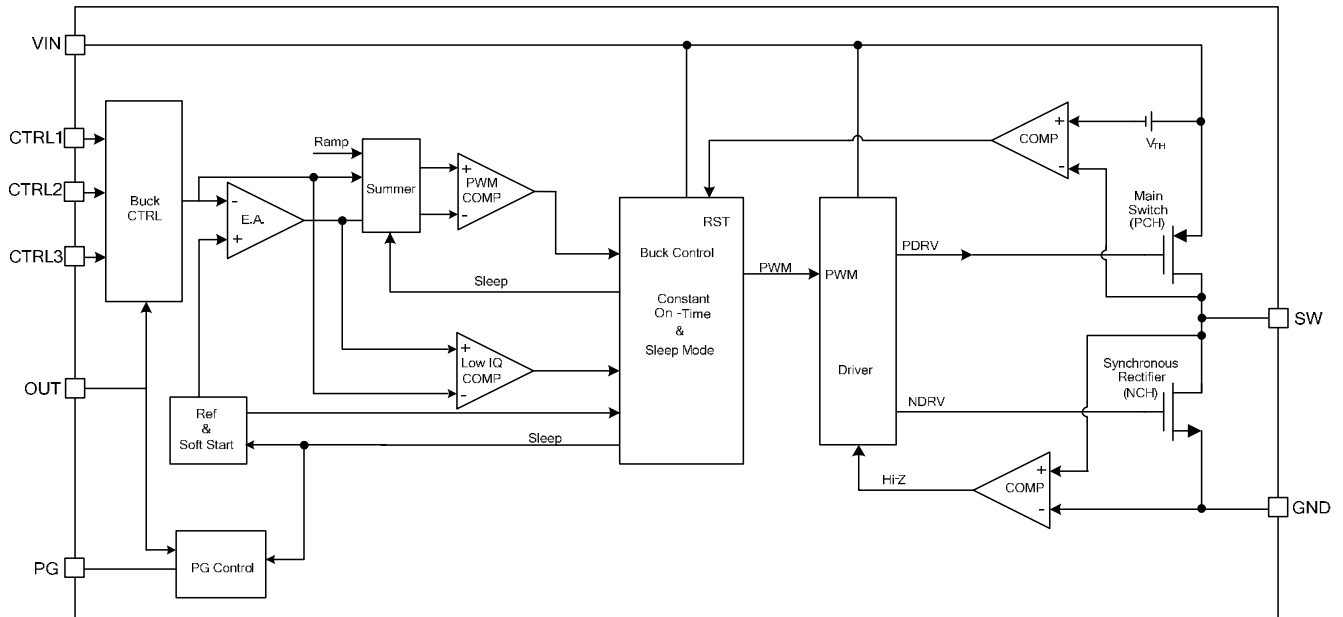 VIN
CTRL1
CTRL2
CTRL3
OUT
PG
Buck
CTRL
-
E.A.
+
Ramp
Summer
+
PWM
COMP
-
Sleep
+
Low IQ
COMP
-
Ref
&
Soft Start
Sleep
PG Control
RST
Buck Control
Constant
On -Time
&
Sleep Mode
PWM
PWM
Driver
PDRV
NDRV
Hi-Z
+
COMP
-
VTH
Main
Switch
(PCH)
Synchronous
Rectifier
(NCH)
+
COMP
-
SW
GND